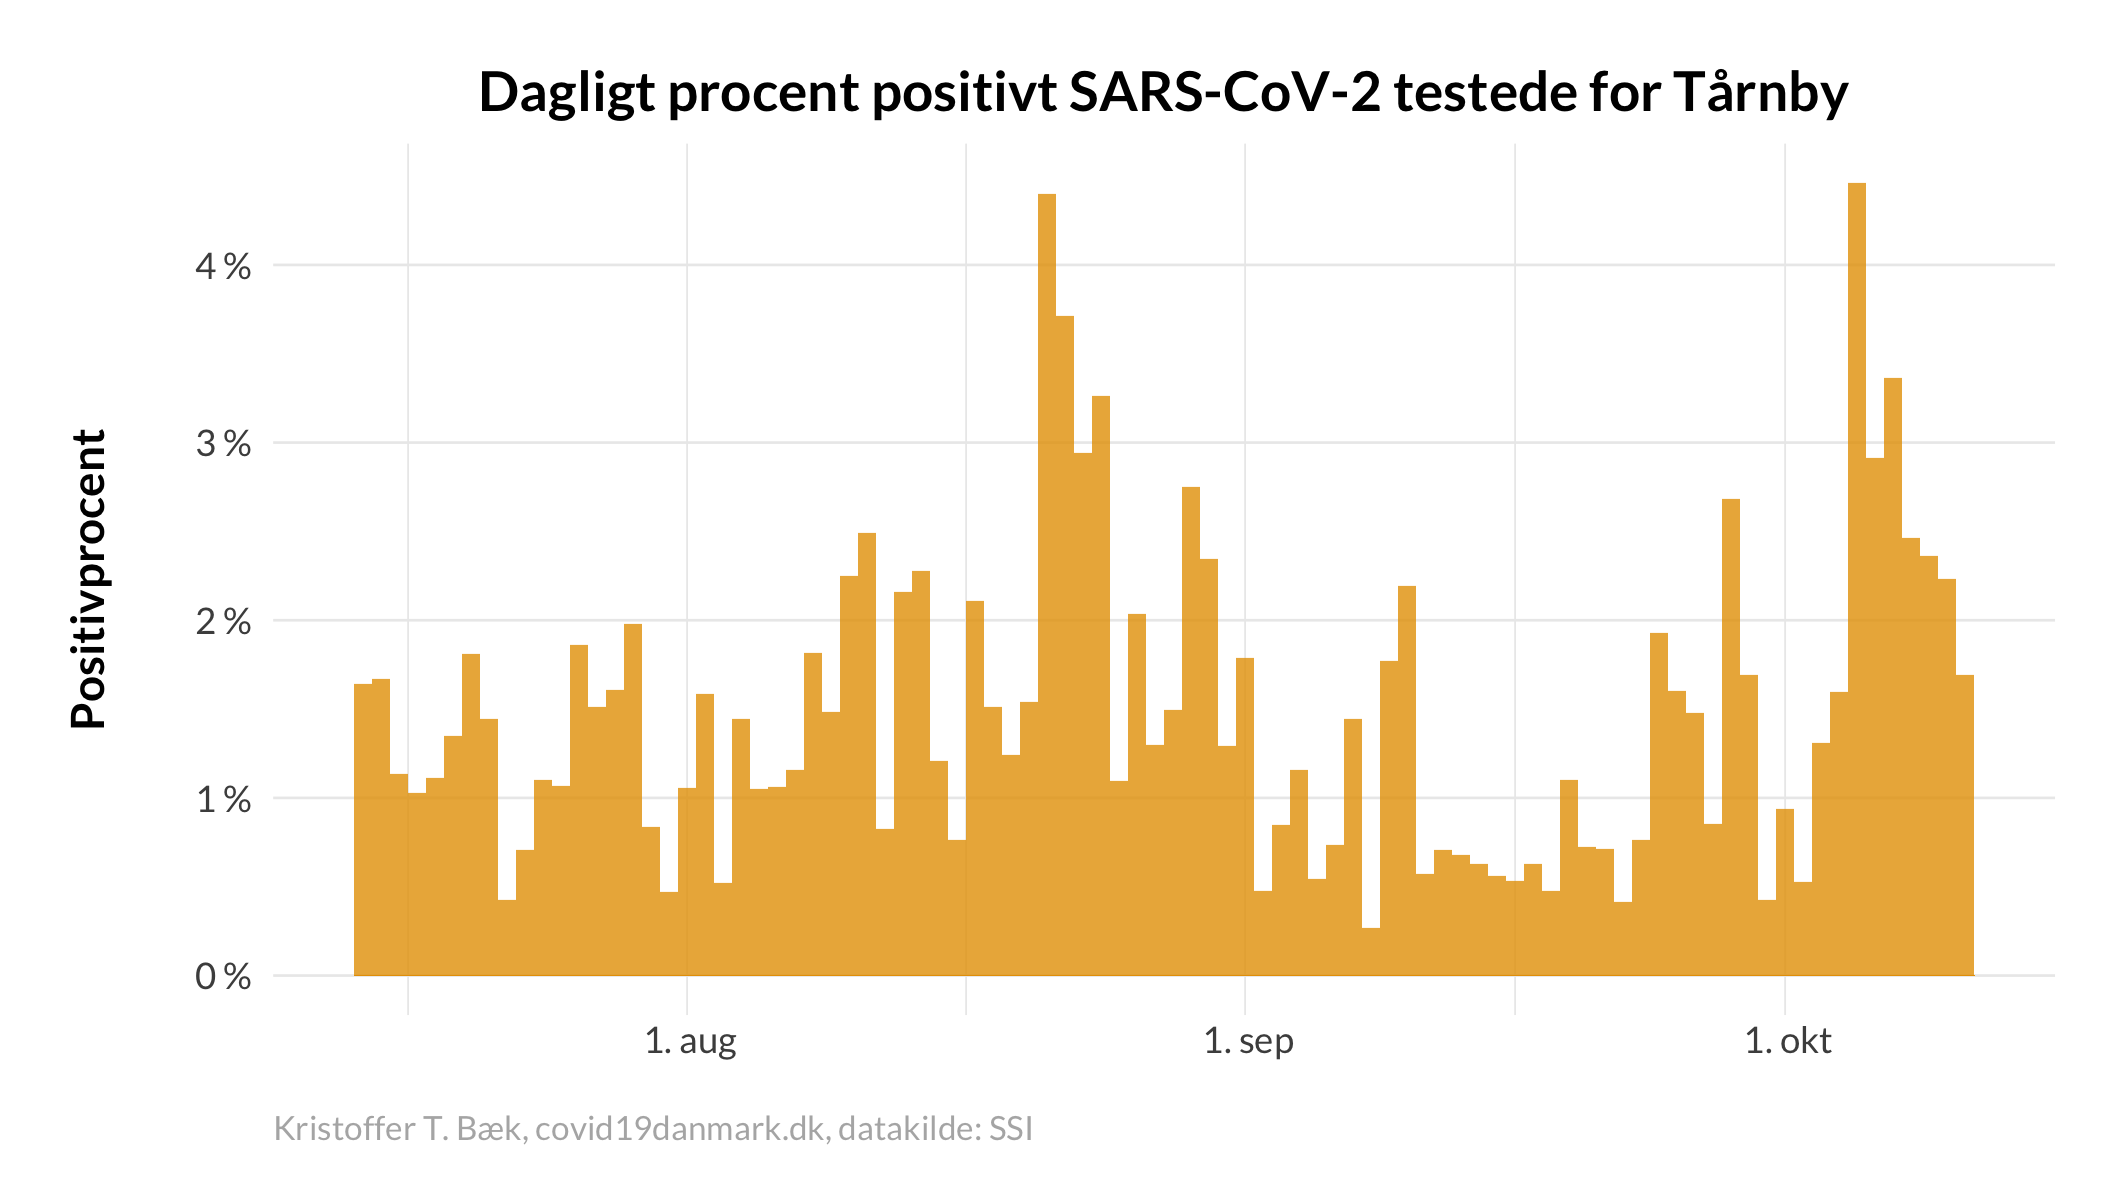 Dagligt procent positivt SARS-CoV-2 testede for Tårnby
Positivprocent
4 %
3 %
2 %
1 %
0 %
1. aug
1. sep
1. okt
Kristoffer T. Bæk, covid19danmark.dk, datakilde: SSI